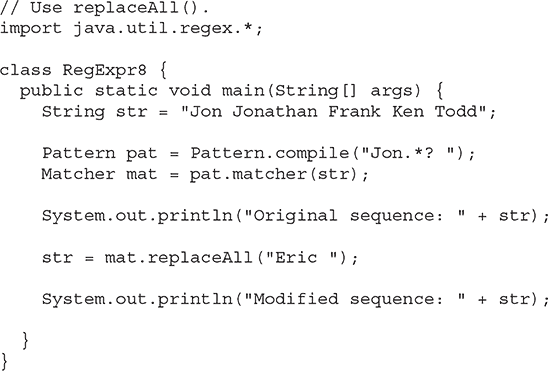 // Use replaceAll().
import java.util.regex.*;

class RegExpr8 {
  public static void main(String[] args) {
    String str = "Jon Jonathan Frank Ken Todd";

    Pattern pat = Pattern.compile("Jon.*? ");
    Matcher mat = pat.matcher(str);

    System.out.println("Original sequence: " + str);

    str = mat.replaceAll("Eric ");

    System.out.println("Modified sequence: " + str);

  }
}